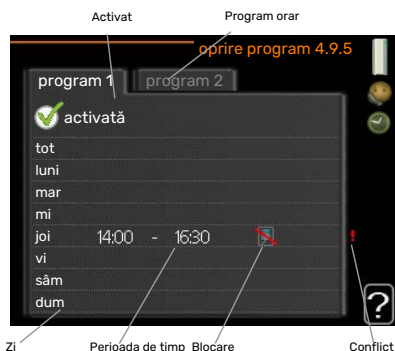 Activat
Program orar
oprire program 4.9.5
program 1
program 2
activată
tot
luni
mar
mi
joi 14:00 - 16:30 !
vi
sâm
dum
?
Zi
Perioada de timp
Blocare
Conflict